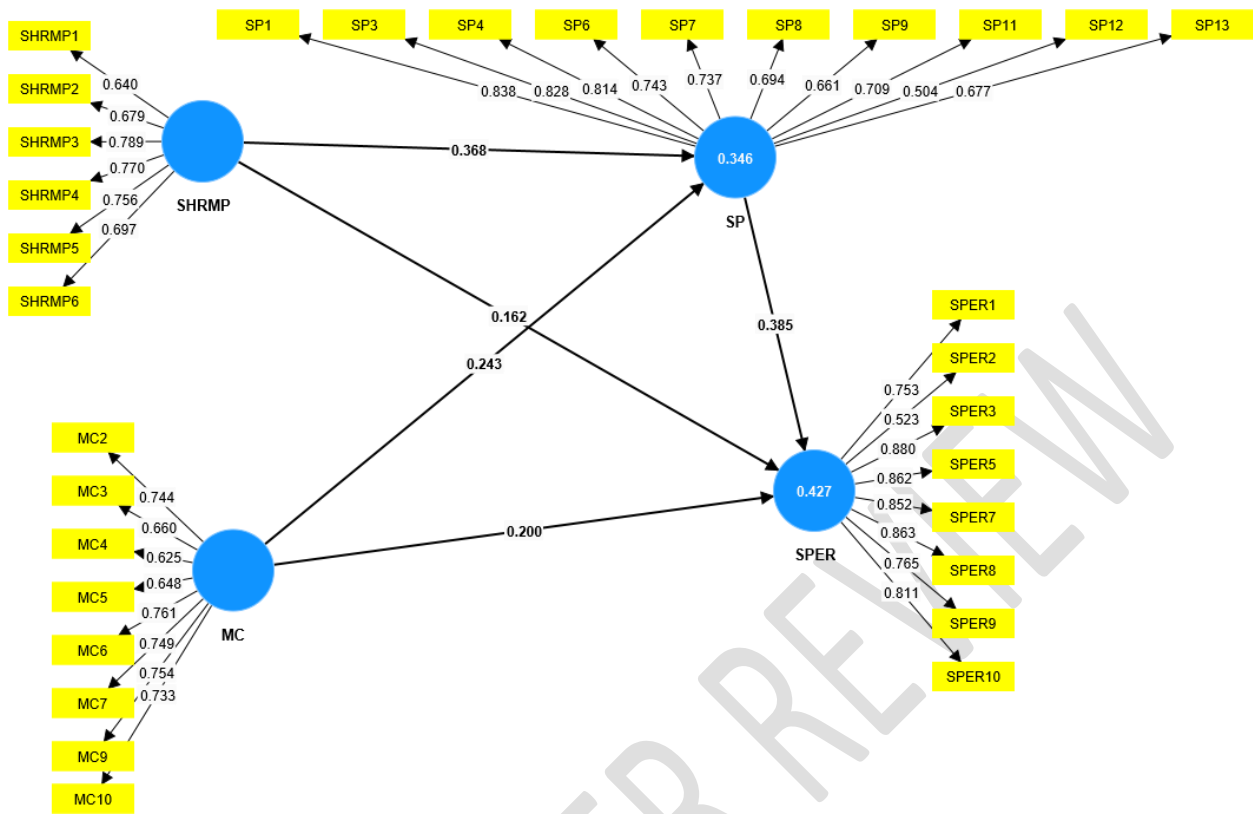 SP1 SP3 SP4 SP6 SP7 SP8 SP9 SP11 SP12 SP13
SHRMP1
SHRMP2
SHRMP3
SHRMP4
SHRMP5
SHRMP6
0.640
0.679
0.789
0.770
0.756
0.697
SHRMP
0.838 0.828 0.814 0.743 0.737 0.694 0.661 0.709 0.504 0.677
0.368
0.346
SP
0.162
0.243
0.385
0.200
MC2
MC3
MC4
MC5
MC6
MC7
MC9
MC10
0.744
0.660
0.625
0.648
0.761
0.749
0.754
0.733
MC
0.427
SPER
0.753
0.523
0.880
0.862
0.852
0.863
0.765
0.811
SPER1
SPER2
SPER3
SPER5
SPER7
SPER8
SPER9
SPER10
ER REVIEW